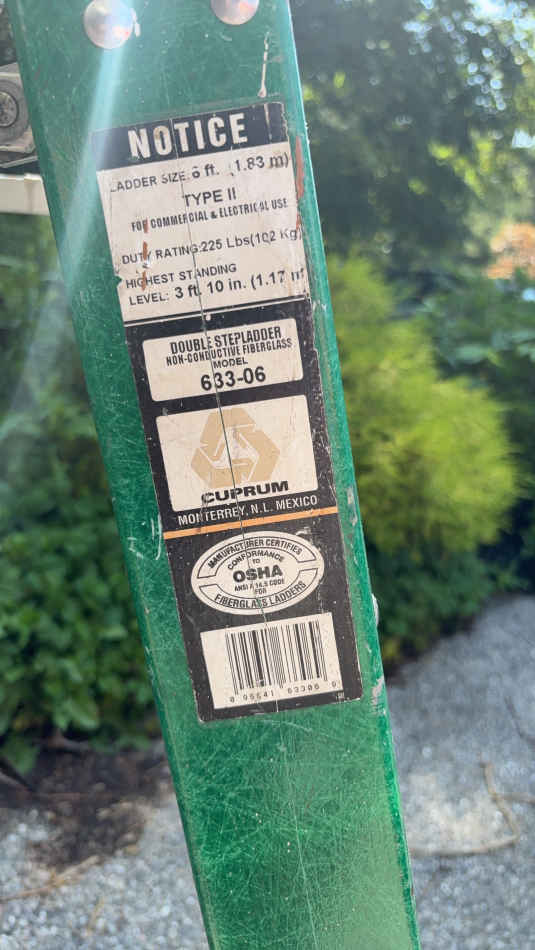 NOTICE
LADDER SIZE: 6 ft. (1.83 m)
TYPE II
FOR COMMERCIAL & ELECTRICAL USE
DUTY RATING: 225 Lbs(102 Kg)
HIGHEST STANDING
LEVEL: 3 ft. 10 in. (1.17 m
DOUBLE STEPLADDER
NON-CONDUCTIVE FIBERGLASS
MODEL
633-06
CUPRUM
MONTERREY, N.L. MEXICO
MANUFACTURER CERTIFIES
CONFORMANCE
TO
OSHA
ANSI A 14.5 CODE
FOR
FIBERGLASS LADDERS
63306